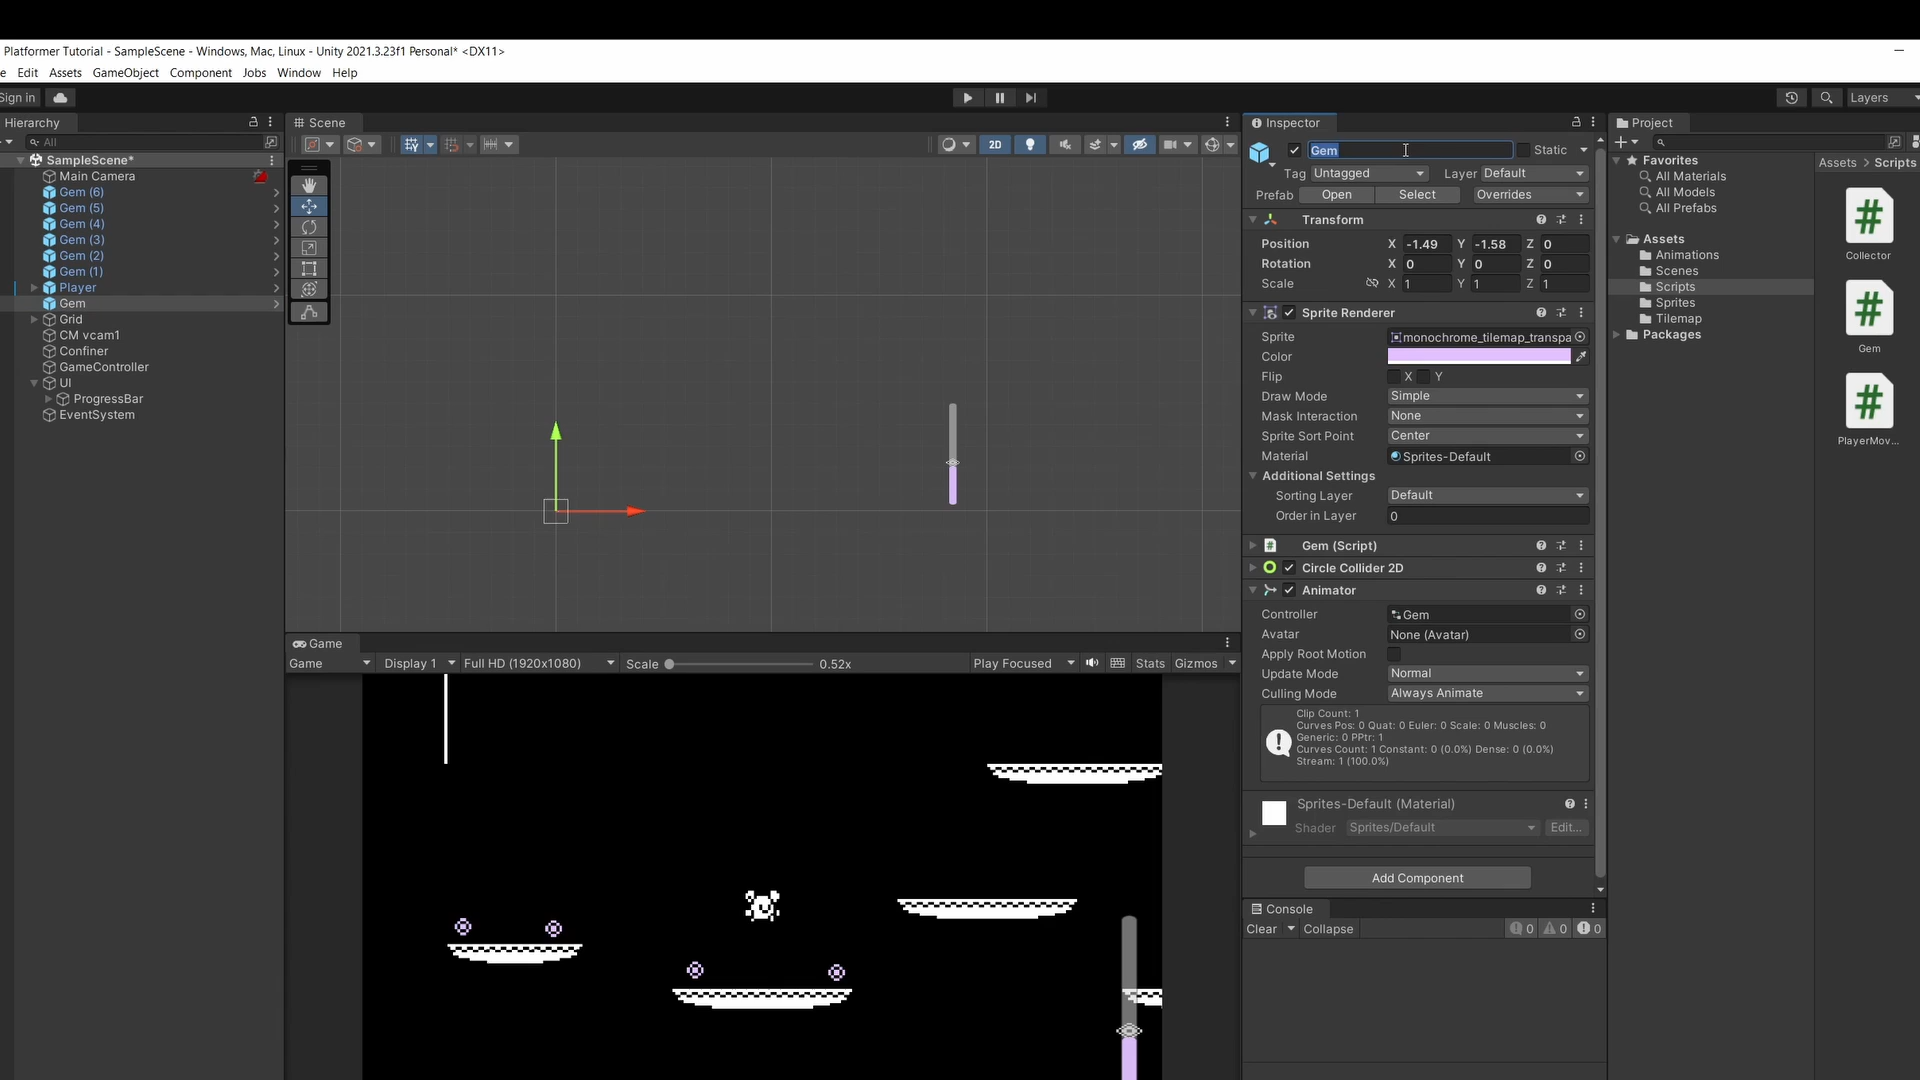 Platformer Tutorial - SampleScene - Windows, Mac, Linux - Unity 2021.3.23f1 Personal* <DX11>
e Edit Assets GameObject Component Jobs Window Help
Sign in
Layers
Hierarchy
All
SampleScene*
Main Camera
Gem (6)
Gem (5)
Gem (4)
Gem (3)
Gem (2)
Gem (1)
Player
Gem
Grid
CM vcam1
Confiner
GameController
UI
ProgressBar
EventSystem
Scene
2D
Game
Game Display 1 Full HD (1920x1080) Scale 0.52x Play Focused Stats Gizmos
Inspector
Gem Static
Tag Untagged Layer Default
Prefab Open Select Overrides
Transform
Position X -1.49 Y -1.58 Z 0
Rotation X 0 Y 0 Z 0
Scale X 1 Y 1 Z 1
Sprite Renderer
Sprite monochrome_tilemap_transpa
Color
Flip X Y
Draw Mode Simple
Mask Interaction None
Sprite Sort Point Center
Material Sprites-Default
Additional Settings
Sorting Layer Default
Order in Layer 0
Gem (Script)
Circle Collider 2D
Animator
Controller Gem
Avatar None (Avatar)
Apply Root Motion
Update Mode Normal
Culling Mode Always Animate
Clip Count: 1
Curves Pos: 0 Quat: 0 Euler: 0 Scale: 0 Muscles: 0
Generic: 0 PPtr: 1
Curves Count: 1 Constant: 0 (0.0%) Dense: 0 (0.0%)
Stream: 1 (100.0%)
Sprites-Default (Material)
Shader Sprites/Default Edit...
Add Component
Console
Clear Collapse 0 0 0
Project
Favorites
All Materials
All Models
All Prefabs
Assets
Animations
Scenes
Scripts
Sprites
Tilemap
Packages
Assets > Scripts
Collector
Gem
PlayerMov...